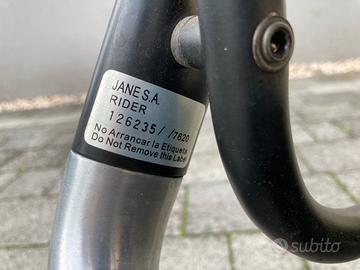 JANE S.A.
RIDER
126235/ /7620
No Arrancar la Etiqueta
Do Not Remove this Label
subito